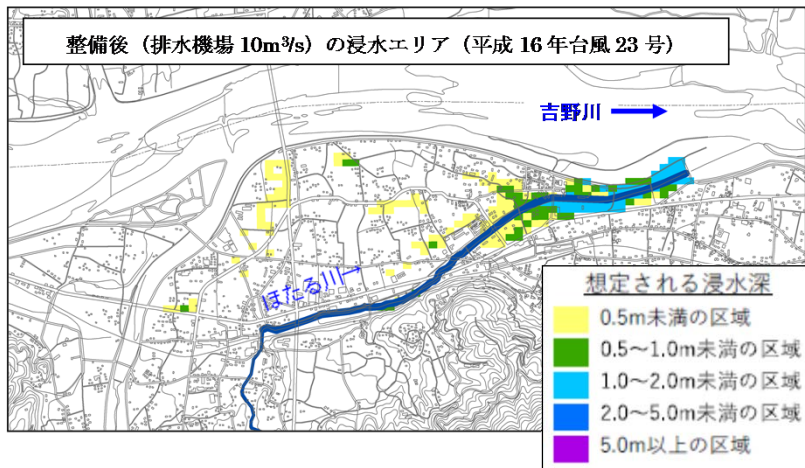 整備後（排水機場 10m³/s）の浸水エリア（平成 16 年台風 23 号）
吉野川
ほたる川
想定される浸水深
0.5m未満の区域
0.5～1.0m未満の区域
1.0～2.0m未満の区域
2.0～5.0m未満の区域
5.0m以上の区域